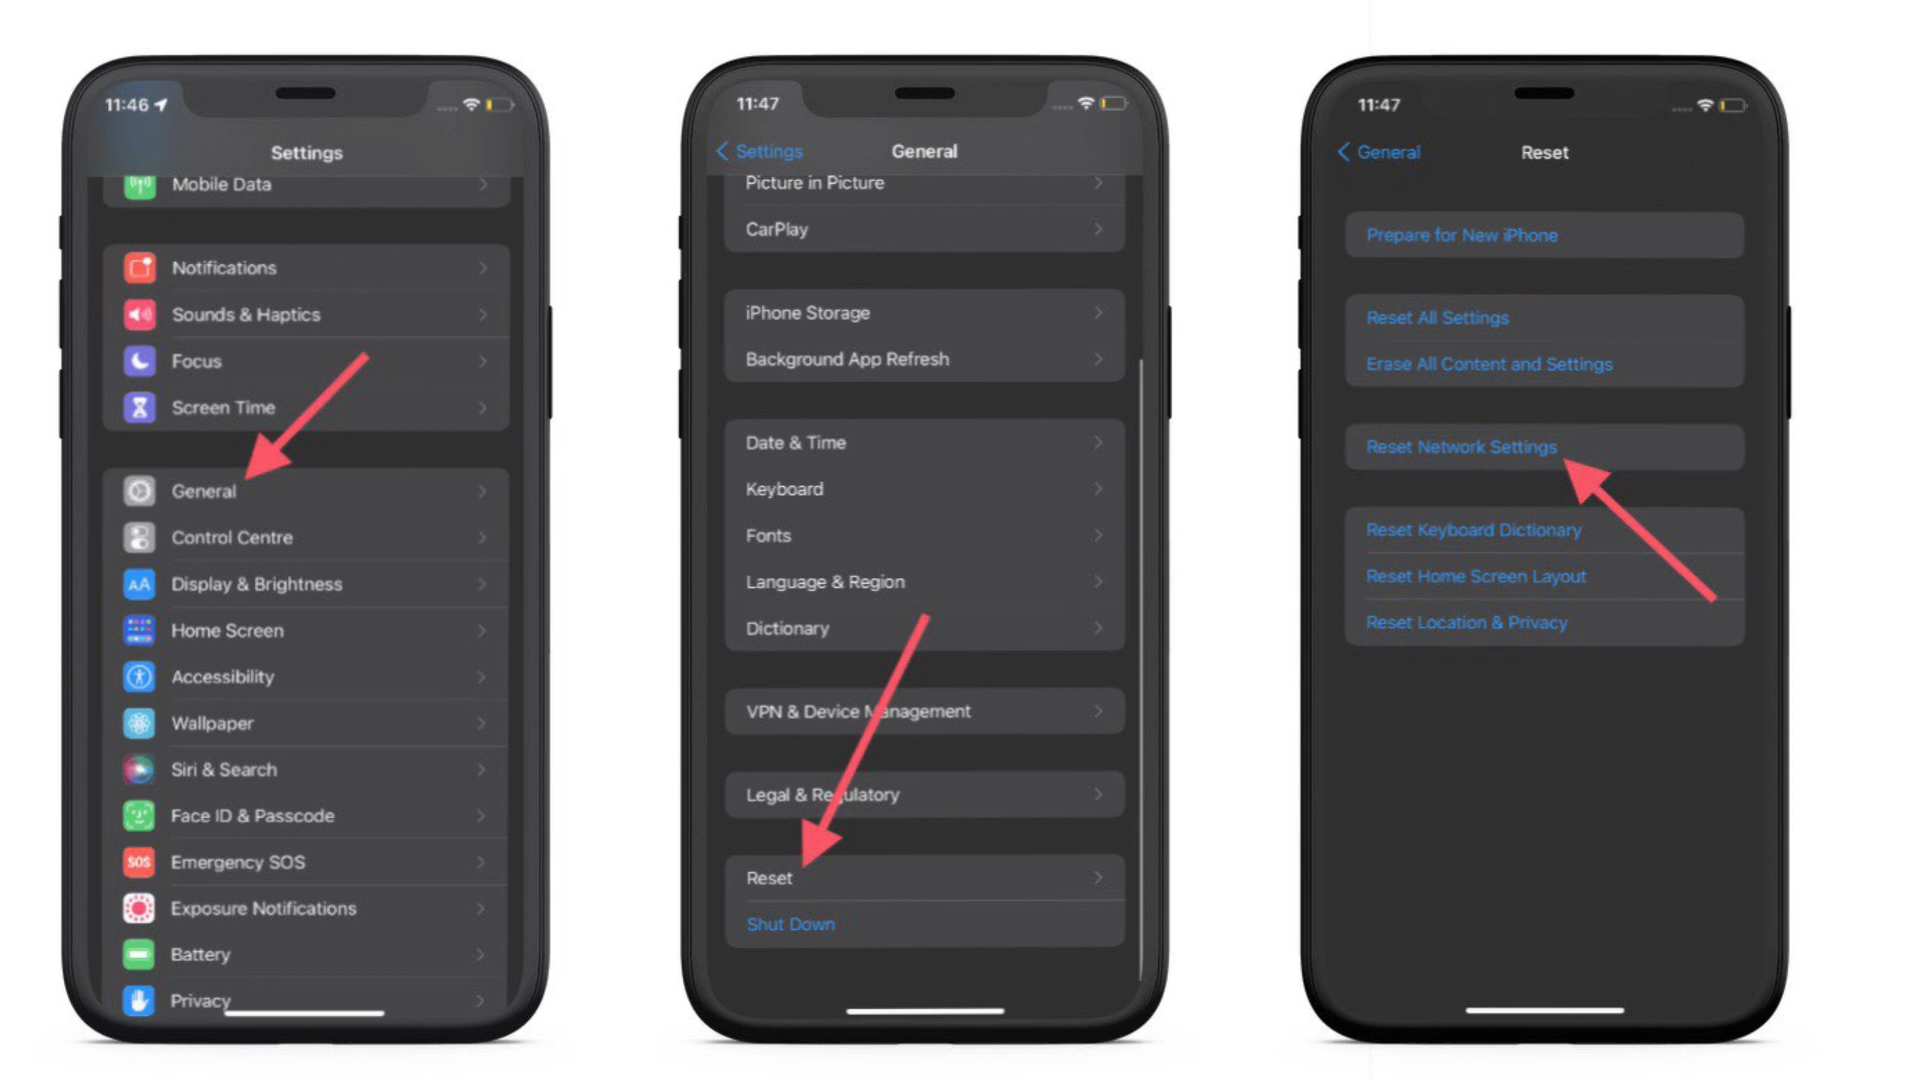 11:46
Settings
Mobile Data
Notifications
Sounds & Haptics
Focus
Screen Time
General
Control Centre
AA Display & Brightness
Home Screen
Accessibility
Wallpaper
Siri & Search
Face ID & Passcode
SOS Emergency SOS
Exposure Notifications
Battery
Privacy
11:47
Settings General
Picture in Picture
CarPlay
iPhone Storage
Background App Refresh
Date & Time
Keyboard
Fonts
Language & Region
Dictionary
VPN & Device Management
Legal & Regulatory
Reset
Shut Down
11:47
General Reset
Prepare for New iPhone
Reset All Settings
Erase All Content and Settings
Reset Network Settings
Reset Keyboard Dictionary
Reset Home Screen Layout
Reset Location & Privacy